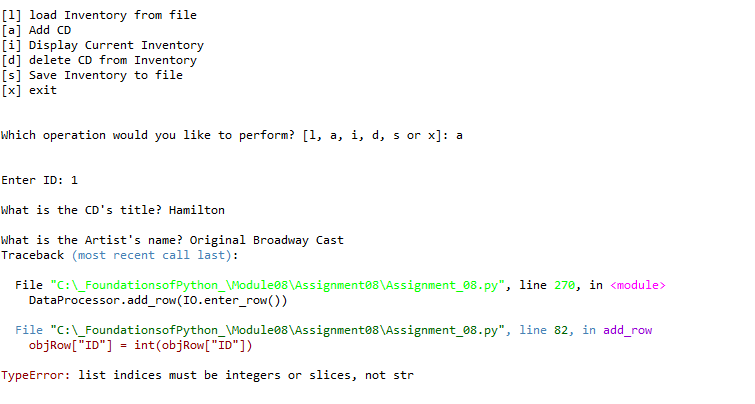 [l] load Inventory from file
[a] Add CD
[i] Display Current Inventory
[d] delete CD from Inventory
[s] Save Inventory to file
[x] exit
Which operation would you like to perform? [l, a, i, d, s or x]: a
Enter ID: 1
What is the CD's title? Hamilton
What is the Artist's name? Original Broadway Cast
Traceback (most recent call last):
File "C:\_FoundationsofPython_\Module08\Assignment08\Assignment_08.py", line 270, in <module>
DataProcessor.add_row(IO.enter_row())
File "C:\_FoundationsofPython_\Module08\Assignment08\Assignment_08.py", line 82, in add_row
objRow["ID"] = int(objRow["ID"])
TypeError: list indices must be integers or slices, not str